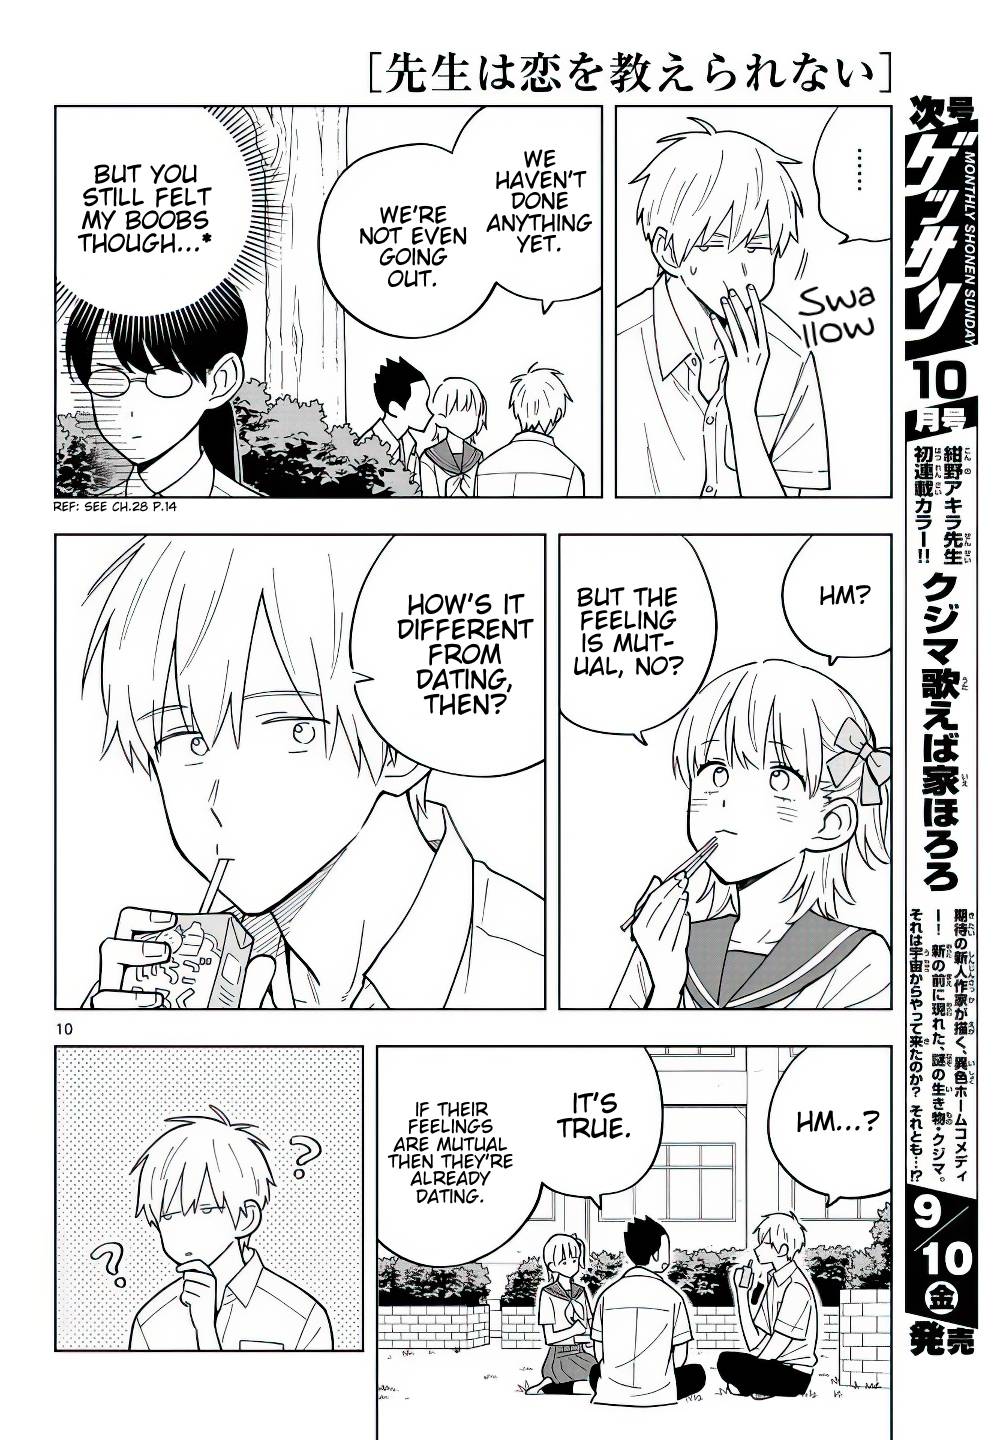 [先生は恋を教えられない]
.......
Swa
llow
WE
HAVEN'T
DONE
ANYTHING
YET.
WE'RE
NOT EVEN
GOING
OUT.
BUT YOU
STILL FELT
MY BOOBS
THOUGH...*
REF: SEE CH.28 P.14
HM?
BUT THE
FEELING
IS MUT-
UAL, NO?
HOW'S IT
DIFFERENT
FROM
DATING,
THEN?
10
HM...?
IT'S
TRUE.
IF THEIR
FEELINGS
ARE MUTUAL
THEN THEY'RE
ALREADY
DATING.
?
?
次号
ゲッサン
MONTHLY SHONEN SUNDAY
10
月号
紺野アキラ先生
初連載カラー!!
クジマ歌えば家ほろろ
期待の新人作家が描く、異色ホームコメディ
ー! 新の前に現れた、謎の生き物・クジマ。
それは宇宙からやって来たのか? それとも…!?
9/10
金
発売